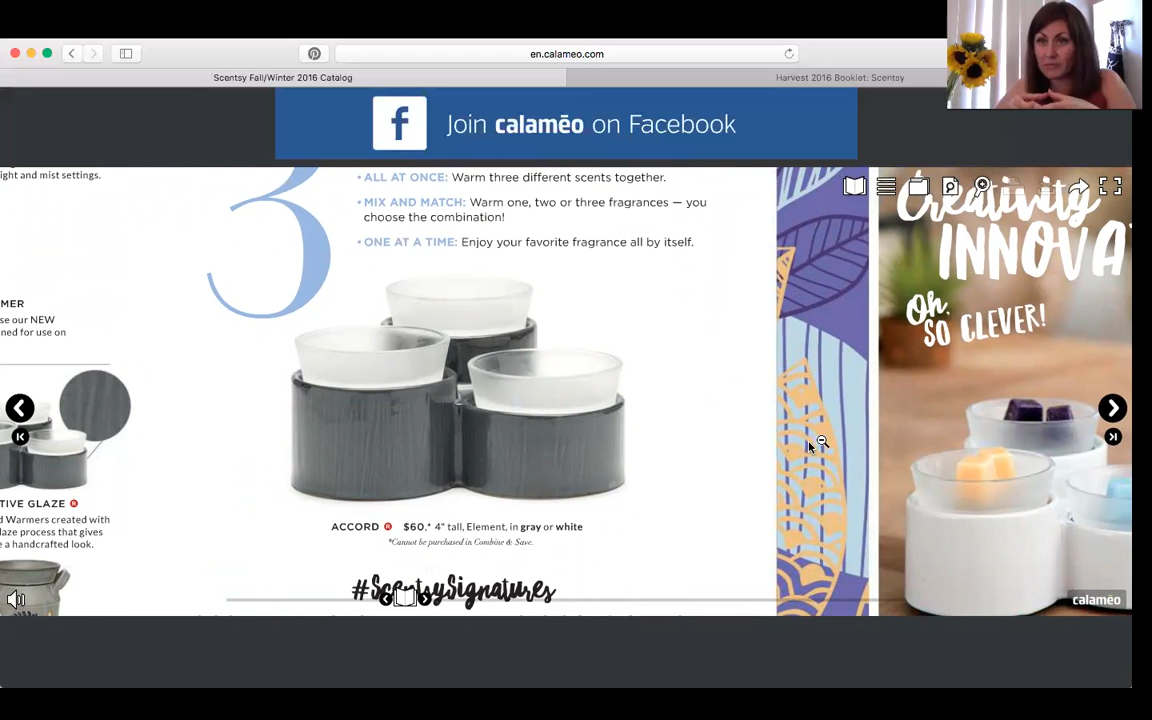 en.calameo.com
Scentsy Fall/Winter 2016 Catalog
Harvest 2016 Booklet: Scentsy
f Join calaméo on Facebook
ight and mist settings.
3
• ALL AT ONCE: Warm three different scents together.
• MIX AND MATCH: Warm one, two or three fragrances — you
choose the combination!
• ONE AT A TIME: Enjoy your favorite fragrance all by itself.
Creativity
INNOVA
Oh,
SO CLEVER!
MER
se our NEW
ned for use on
TIVE GLAZE R
d Warmers created with
laze process that gives
e a handcrafted look.
ACCORD R $60,* 4" tall, Element, in gray or white
*Cannot be purchased in Combine & Save.
#ScentsySignatures
calaméo